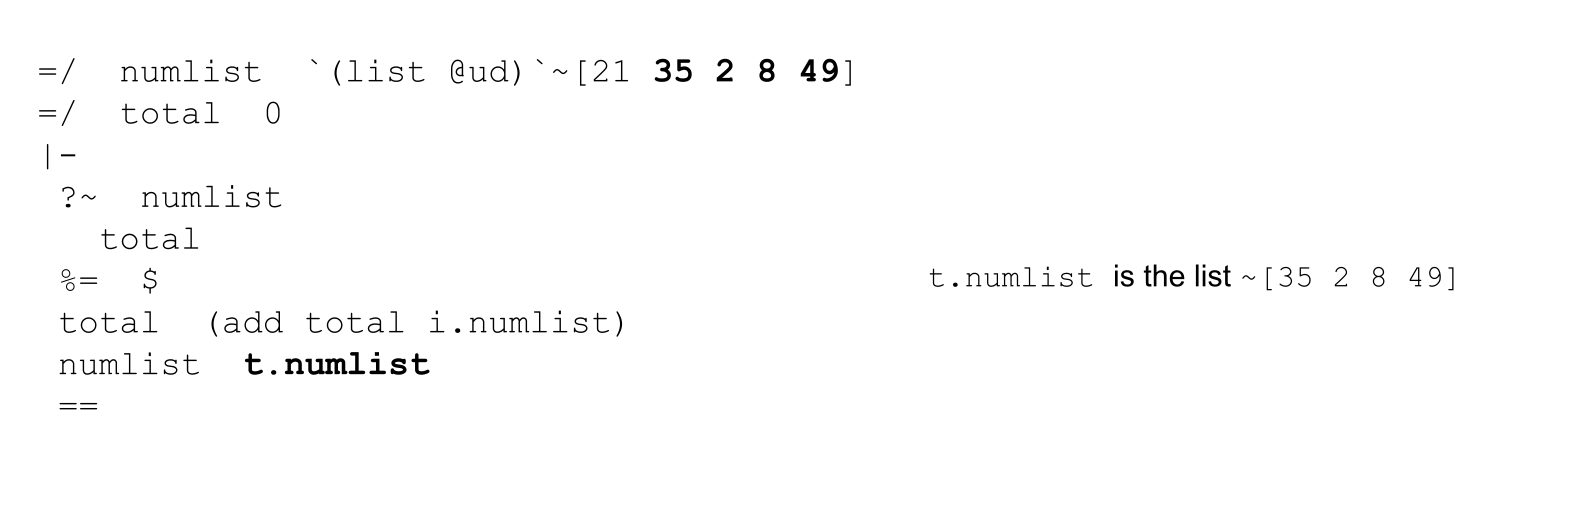 =/  numlist  `(list @ud)`~[21 35 2 8 49]
=/  total  0
|-
 ?~  numlist
   total
 %=  $
 total  (add total i.numlist)
 numlist  t.numlist
 ==
t.numlist is the list ~[35 2 8 49]